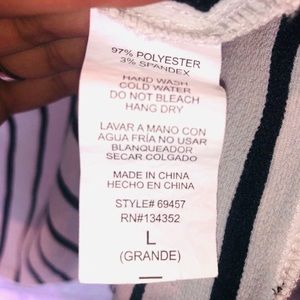 97% POLYESTER
3% SPANDEX
HAND WASH
COLD WATER
DO NOT BLEACH
HANG DRY
LAVAR A MANO CON
AGUA FRIA NO USAR
BLANQUEADOR
SECAR COLGADO
MADE IN CHINA
HECHO EN CHINA
STYLE# 69457
RN#134352
L
(GRANDE)